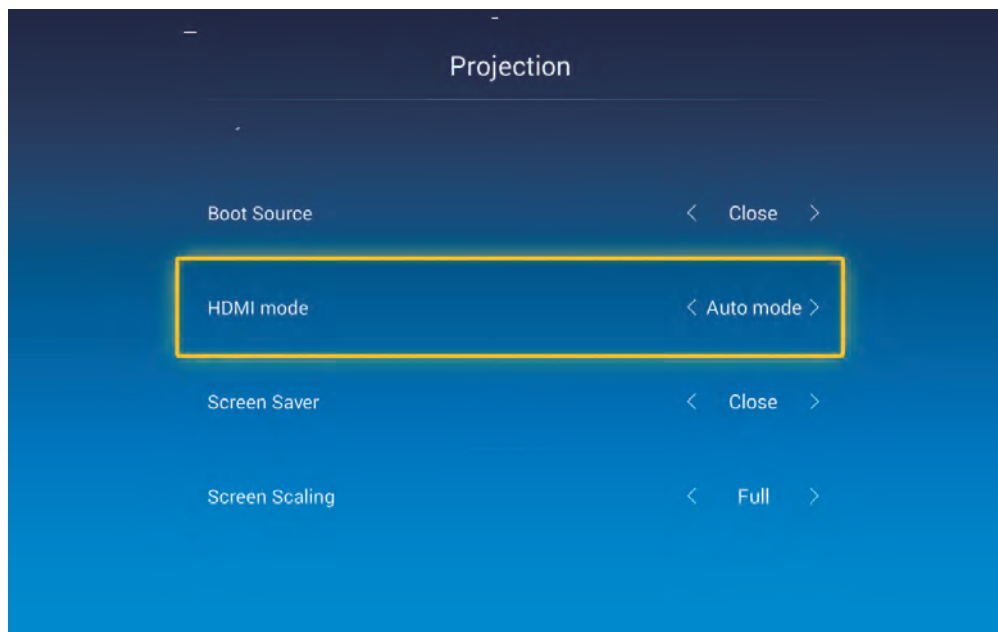 Projection
Boot Source < Close >
HDMI mode < Auto mode >
Screen Saver < Close >
Screen Scaling < Full >